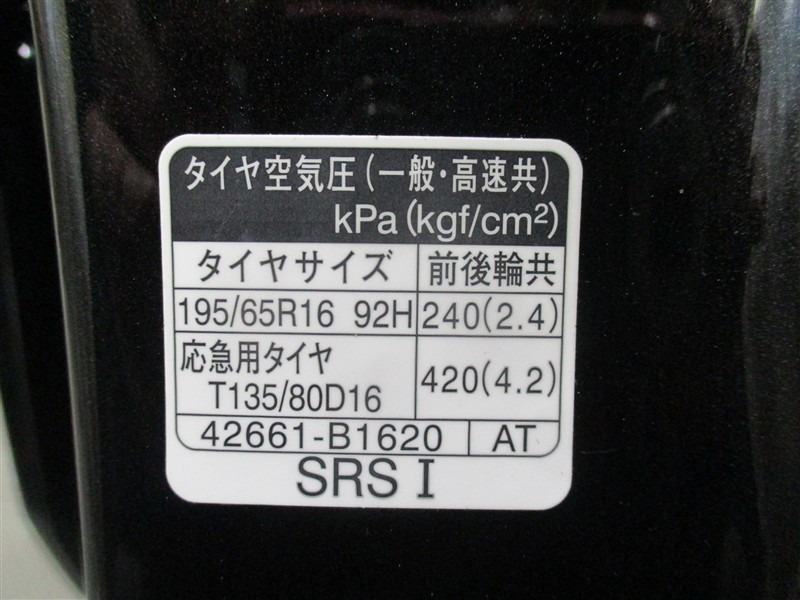 タイヤ空気圧(一般・高速共)
kPa(kgf/cm²)
タイヤサイズ 前後輪共
195/65R16 92H 240(2.4)
応急用タイヤ
T135/80D16 420(4.2)
42661-B1620 AT
SRS I